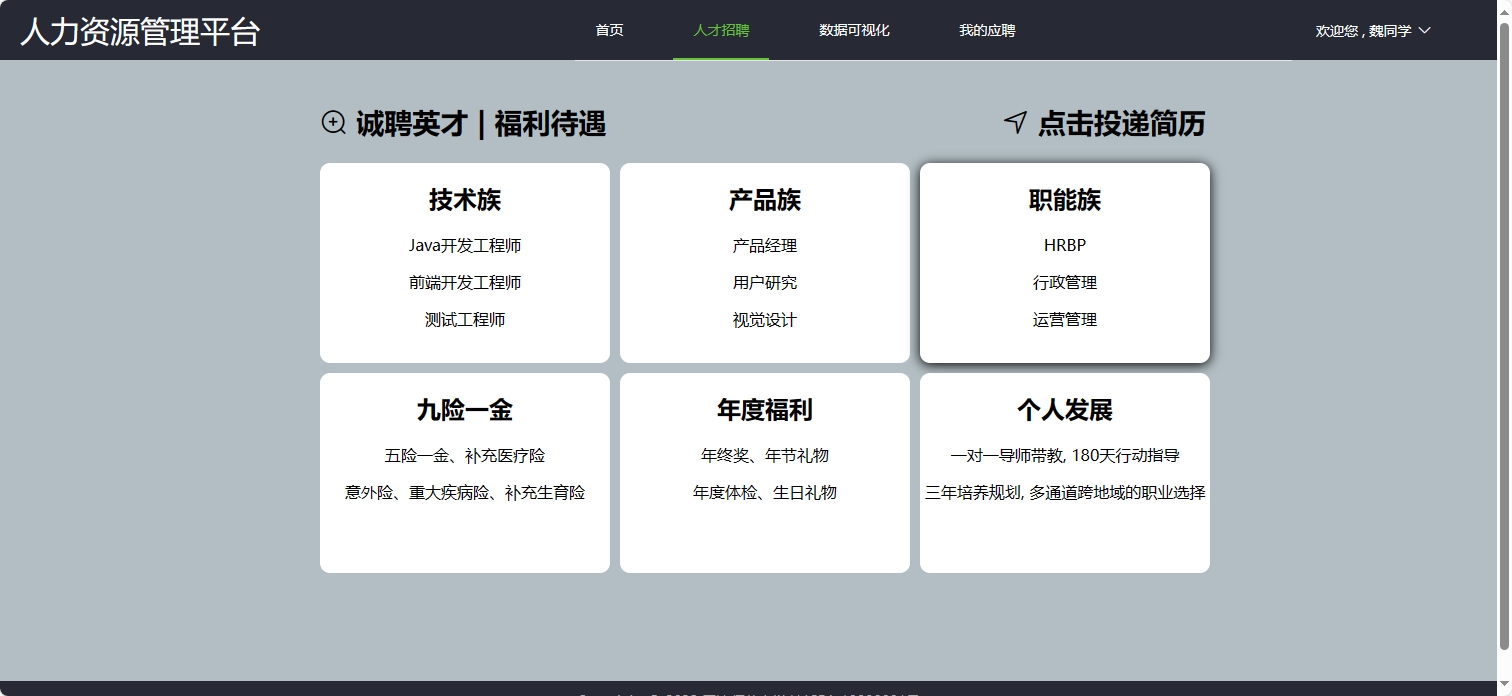 人力资源管理平台
首页 人才招聘 数据可视化 我的应聘 欢迎您 , 魏同学
诚聘英才 | 福利待遇
点击投递简历
技术族
Java开发工程师
前端开发工程师
测试工程师
产品族
产品经理
用户研究
视觉设计
职能族
HRBP
行政管理
运营管理
九险一金
五险一金、补充医疗险
意外险、重大疾病险、补充生育险
年度福利
年终奖、年节礼物
年度体检、生日礼物
个人发展
一对一导师带教, 180天行动指导
三年培养规划, 多通道跨地域的职业选择